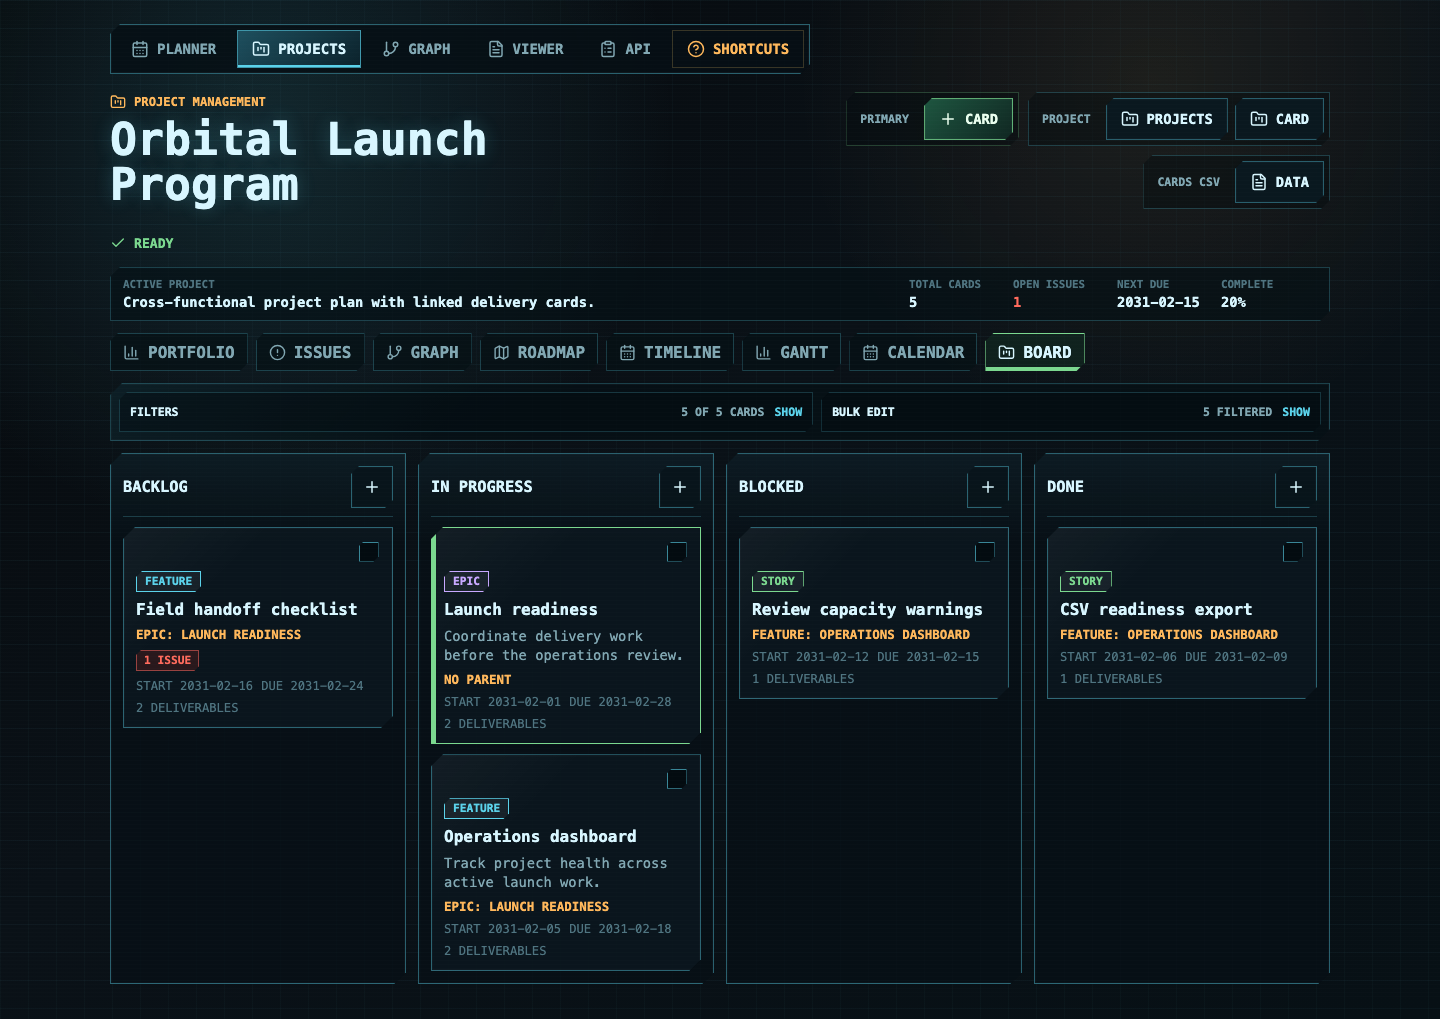 PLANNER
PROJECTS
GRAPH
VIEWER
API
SHORTCUTS
PROJECT MANAGEMENT
Orbital Launch
Program
READY
PRIMARY
CARD
PROJECT
PROJECTS
CARD
CARDS CSV
DATA
ACTIVE PROJECT
Cross-functional project plan with linked delivery cards.
TOTAL CARDS
5
OPEN ISSUES
1
NEXT DUE
2031-02-15
COMPLETE
20%
PORTFOLIO
ISSUES
GRAPH
ROADMAP
TIMELINE
GANTT
CALENDAR
BOARD
FILTERS
5 OF 5 CARDS SHOW
BULK EDIT
5 FILTERED SHOW
BACKLOG
+
FEATURE
Field handoff checklist
EPIC: LAUNCH READINESS
1 ISSUE
START 2031-02-16 DUE 2031-02-24
2 DELIVERABLES
IN PROGRESS
+
EPIC
Launch readiness
Coordinate delivery work
before the operations review.
NO PARENT
START 2031-02-01 DUE 2031-02-28
2 DELIVERABLES
FEATURE
Operations dashboard
Track project health across
active launch work.
EPIC: LAUNCH READINESS
START 2031-02-05 DUE 2031-02-18
2 DELIVERABLES
BLOCKED
+
STORY
Review capacity warnings
FEATURE: OPERATIONS DASHBOARD
START 2031-02-12 DUE 2031-02-15
1 DELIVERABLES
DONE
+
STORY
CSV readiness export
FEATURE: OPERATIONS DASHBOARD
START 2031-02-06 DUE 2031-02-09
1 DELIVERABLES